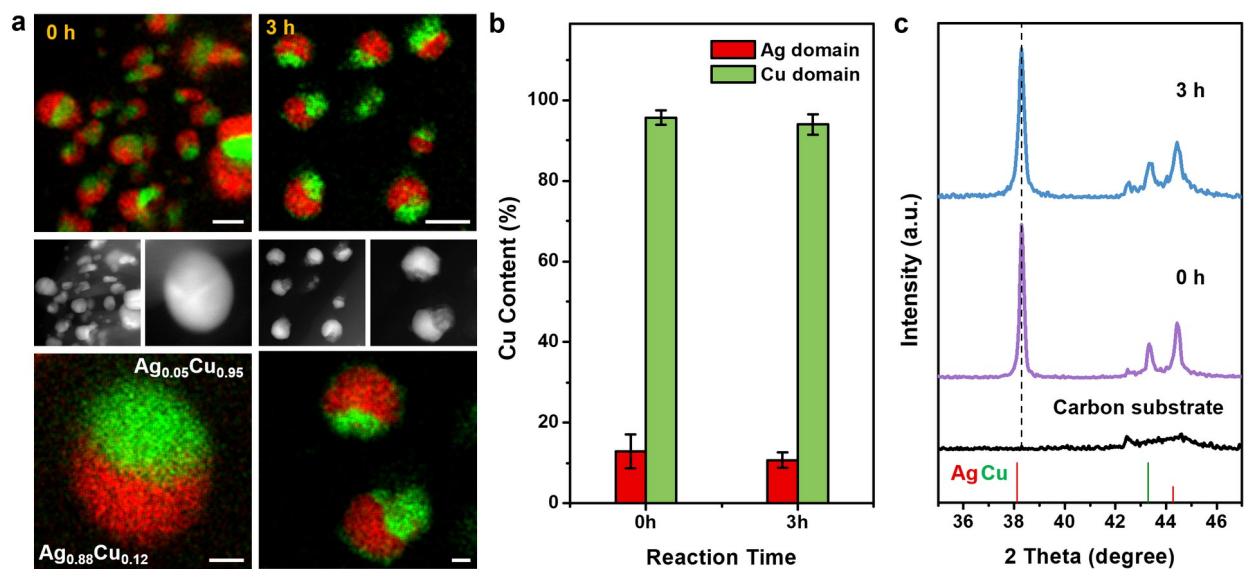 a
0 h
3 h
Ag0.05Cu0.95
Ag0.88Cu0.12
b
Ag domain
Cu domain
100
80
60
40
20
0
Cu Content (%)
0h
3h
Reaction Time
c
3 h
0 h
Carbon substrate
Ag Cu
Intensity (a.u.)
36
38
40
42
44
46
2 Theta (degree)